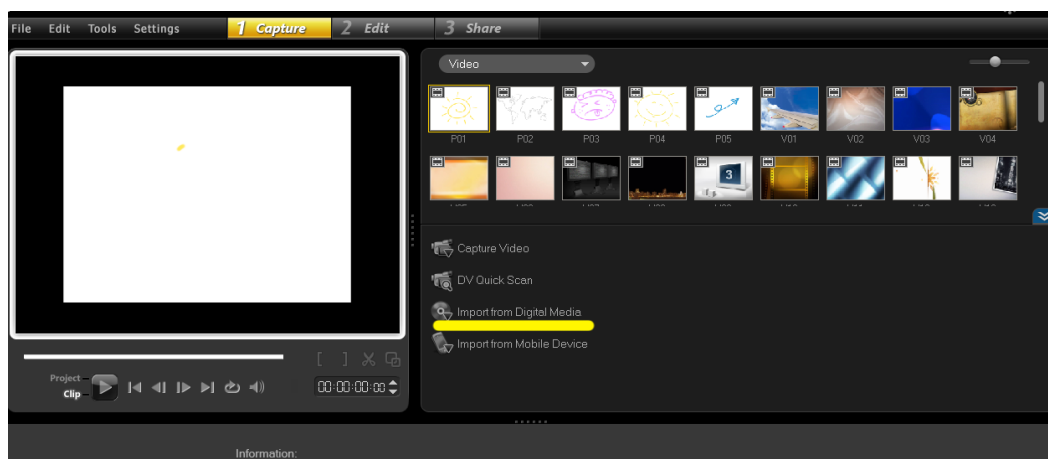 File Edit Tools Settings 1 Capture 2 Edit 3 Share
Video
P01 P02 P03 P04 P05 V01 V02 V03 V04
3
Capture Video
DV Quick Scan
Import from Digital Media
Import from Mobile Device
[ ]
Project
Clip
00:00:00:00
Information: